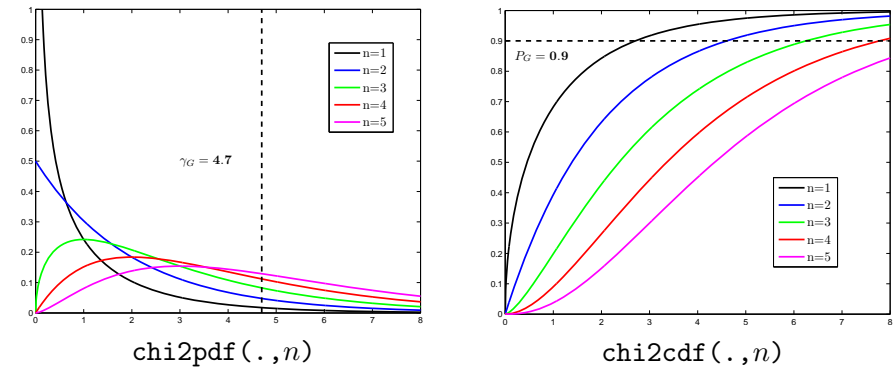 1
0.9
0.8
0.7
0.6
0.5
0.4
0.3
0.2
0.1
0
0 1 2 3 4 5 6 7 8
n=1
n=2
n=3
n=4
n=5
γ_G = 4.7
chi2pdf(.,n)
1
0.9
0.8
0.7
0.6
0.5
0.4
0.3
0.2
0.1
0
0 1 2 3 4 5 6 7 8
P_G = 0.9
n=1
n=2
n=3
n=4
n=5
chi2cdf(.,n)